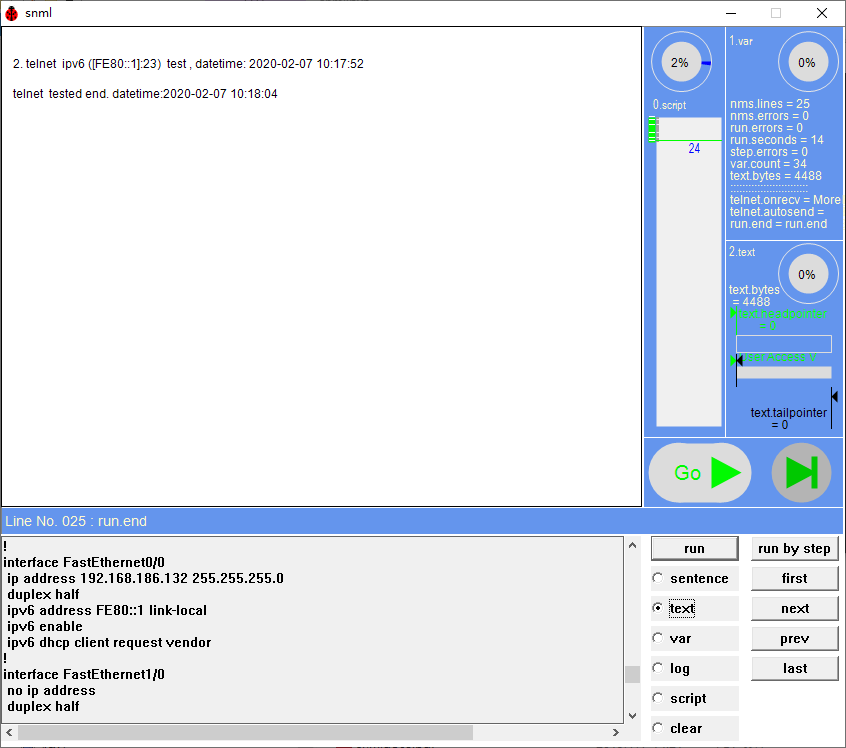 snml
2. telnet ipv6 ([FE80::1]:23) test , datetime: 2020-02-07 10:17:52
telnet tested end. datetime:2020-02-07 10:18:04
2%
0.script
24
1.var
0%
nms.lines = 25
nms.errors = 0
run.errors = 0
run.seconds = 14
step.errors = 0
var.count = 34
text.bytes = 4488
telnet.onrecv = More
telnet.autosend =
run.end = run.end
2.text
0%
text.bytes
= 4488
text.headpointer
= 0
text.tailpointer
= 0
Go
Line No. 025 : run.end
!
interface FastEthernet0/0
ip address 192.168.186.132 255.255.255.0
duplex half
ipv6 address FE80::1 link-local
ipv6 enable
ipv6 dhcp client request vendor
!
interface FastEthernet1/0
no ip address
duplex half
run
run by step
sentence
first
text
next
var
prev
log
last
script
clear